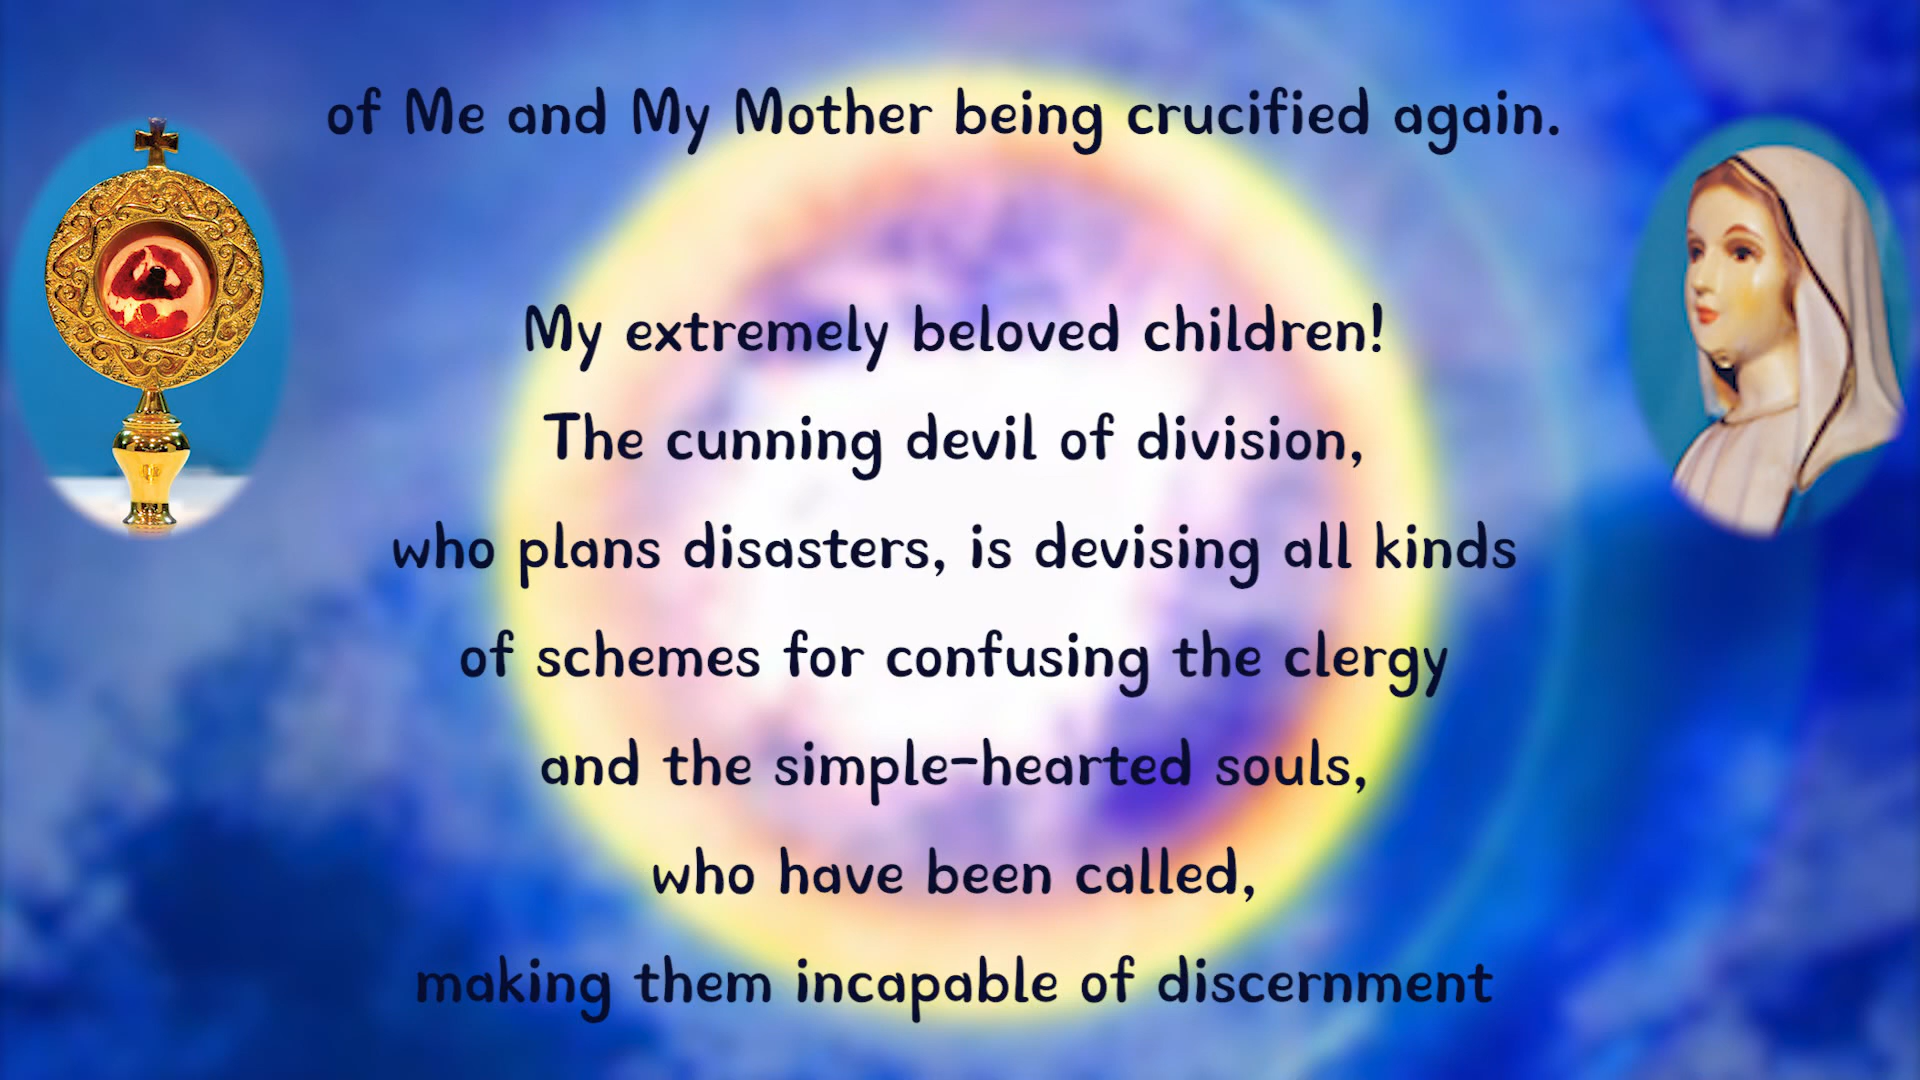 of Me and My Mother being crucified again.
My extremely beloved children!
The cunning devil of division,
who plans disasters, is devising all kinds
of schemes for confusing the clergy
and the simple-hearted souls,
who have been called,
making them incapable of discernment